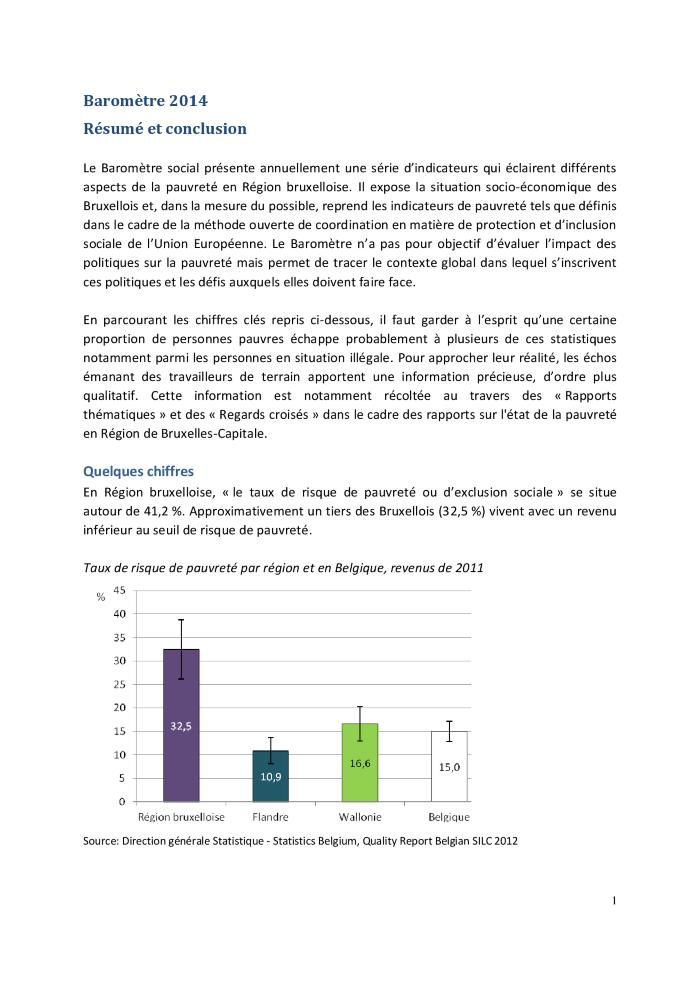 Baromètre 2014
Résumé et conclusion
Le Baromètre social présente annuellement une série d’indicateurs qui éclairent différents
aspects de la pauvreté en Région bruxelloise. Il expose la situation socio-économique des
Bruxellois et, dans la mesure du possible, reprend les indicateurs de pauvreté tels que définis
dans le cadre de la méthode ouverte de coordination en matière de protection et d’inclusion
sociale de l’Union Européenne. Le Baromètre n’a pas pour objectif d’évaluer l’impact des
politiques sur la pauvreté mais permet de tracer le contexte global dans lequel s’inscrivent
ces politiques et les défis auxquels elles doivent faire face.
En parcourant les chiffres clés repris ci-dessous, il faut garder à l’esprit qu’une certaine
proportion de personnes pauvres échappe probablement à plusieurs de ces statistiques
notamment parmi les personnes en situation illégale. Pour approcher leur réalité, les échos
émanant des travailleurs de terrain apportent une information précieuse, d’ordre plus
qualitatif. Cette information est notamment récoltée au travers des « Rapports
thématiques » et des « Regards croisés » dans le cadre des rapports sur l'état de la pauvreté
en Région de Bruxelles-Capitale.
Quelques chiffres
En Région bruxelloise, « le taux de risque de pauvreté ou d’exclusion sociale » se situe
autour de 41,2 %. Approximativement un tiers des Bruxellois (32,5 %) vivent avec un revenu
inférieur au seuil de risque de pauvreté.
Taux de risque de pauvreté par région et en Belgique, revenus de 2011
%
45
40
35
30
25
20
15
10
5
0
32,5
10,9
16,6
15,0
Région bruxelloise Flandre Wallonie Belgique
Source: Direction générale Statistique - Statistics Belgium, Quality Report Belgian SILC 2012
1